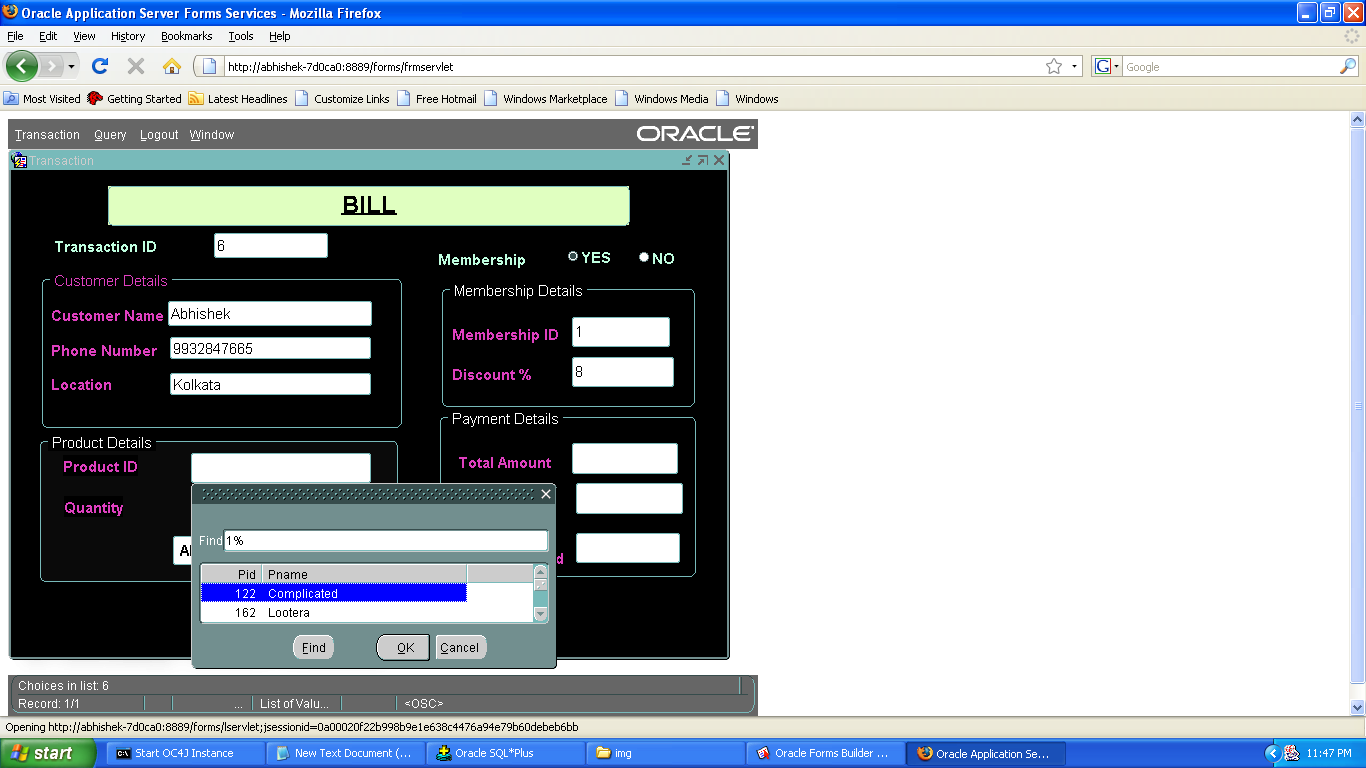 Oracle Application Server Forms Services - Mozilla Firefox
File Edit View History Bookmarks Tools Help
http://abhishek-7d0ca0:8889/forms/frmservlet
G Google
Most Visited Getting Started Latest Headlines Customize Links Free Hotmail Windows Marketplace Windows Media Windows
Transaction Query Logout Window
ORACLE
Transaction
BILL
Transaction ID 6
Membership YES NO
Customer Details
Customer Name Abhishek
Phone Number 9932847665
Location Kolkata
Membership Details
Membership ID 1
Discount % 8
Product Details
Product ID
Quantity
Payment Details
Total Amount
d
Find 1%
Pid Pname
122 Complicated
162 Lootera
Find OK Cancel
Choices in list: 6
Record: 1/1 ... List of Valu... <OSC>
Opening http://abhishek-7d0ca0:8889/forms/lservlet;jsessionid=0a00020f22b998b9e1e638c4476a94e79b60debeb6bb
start Start OC4J Instance New Text Document (... Oracle SQL*Plus img Oracle Forms Builder ... Oracle Application Se... 11:47 PM